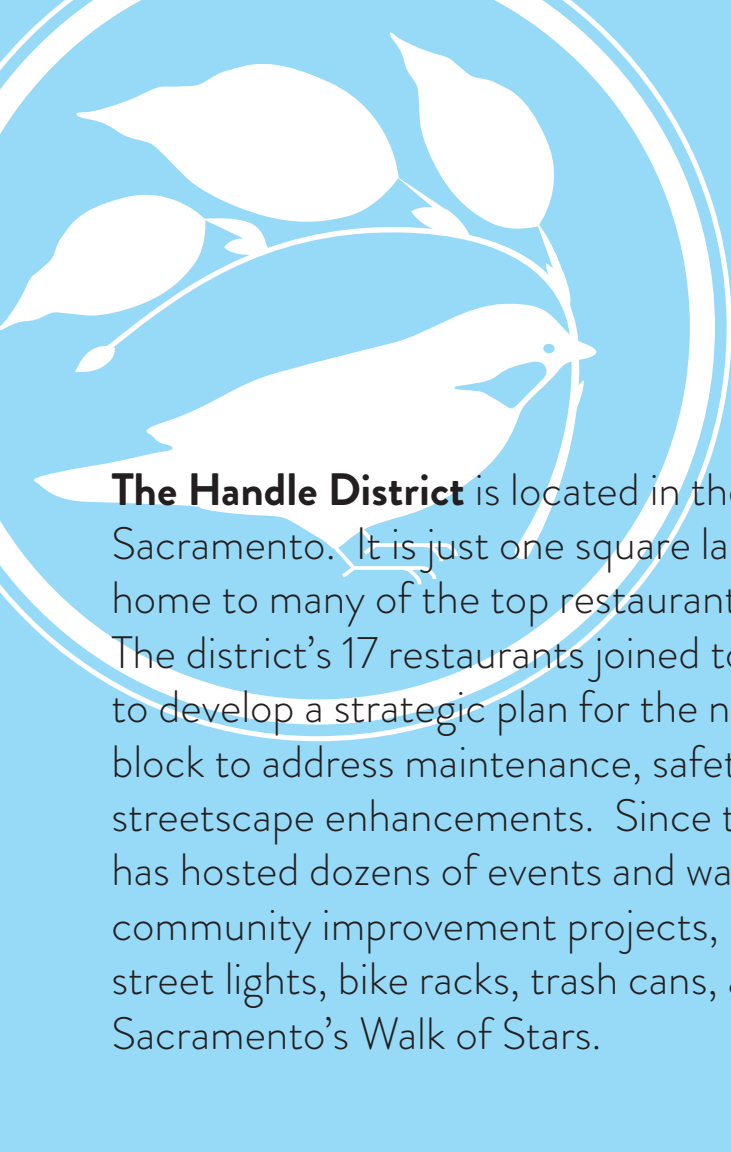 The Handle District is located in the
Sacramento.  It is just one square la
home to many of the top restaurant
The district’s 17 restaurants joined to
to develop a strategic plan for the n
block to address maintenance, safet
streetscape enhancements.  Since t
has hosted dozens of events and wa
community improvement projects,
street lights, bike racks, trash cans, a
Sacramento’s Walk of Stars.